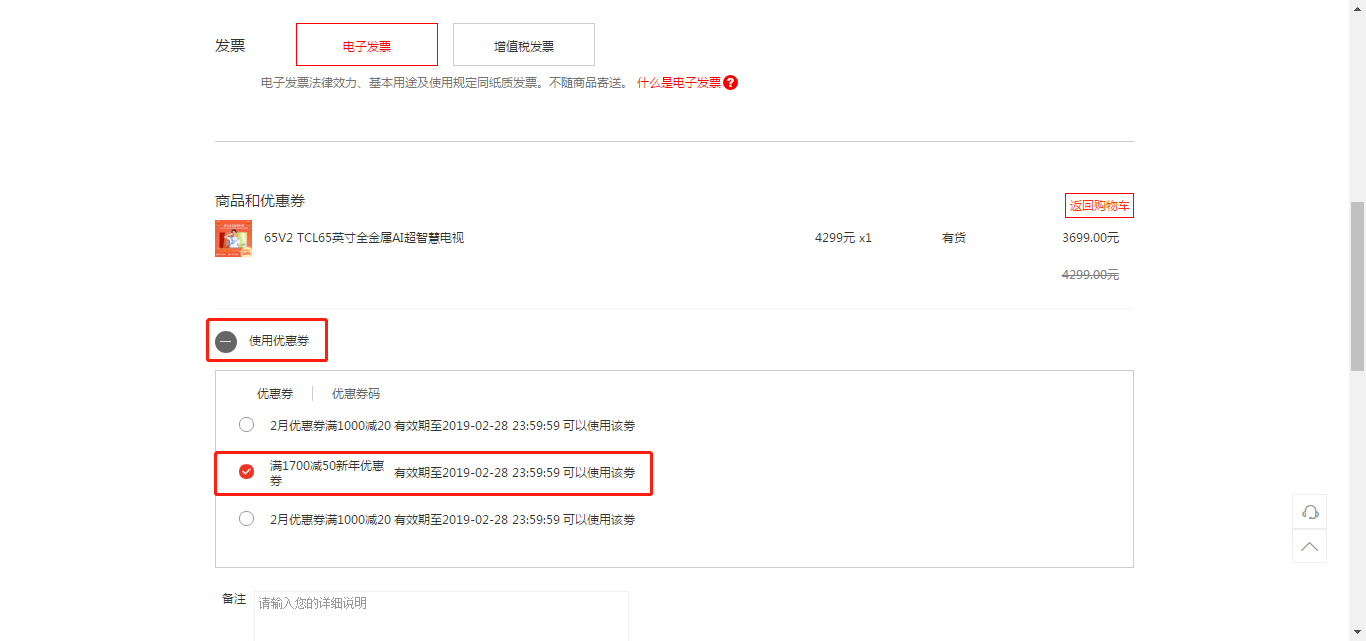 发票
电子发票
增值税发票
电子发票法律效力、基本用途及使用规定同纸质发票。不随商品寄送。 什么是电子发票 ?
商品和优惠券
返回购物车
65V2 TCL65英寸全金属AI超智慧电视 4299元 x1 有货 3699.00元
4299.00元
使用优惠券
优惠券 优惠券码
2月优惠券满1000减20 有效期至2019-02-28 23:59:59 可以使用该券
满1700减50新年优惠
券
有效期至2019-02-28 23:59:59 可以使用该券
2月优惠券满1000减20 有效期至2019-02-28 23:59:59 可以使用该券
备注 请输入您的详细说明